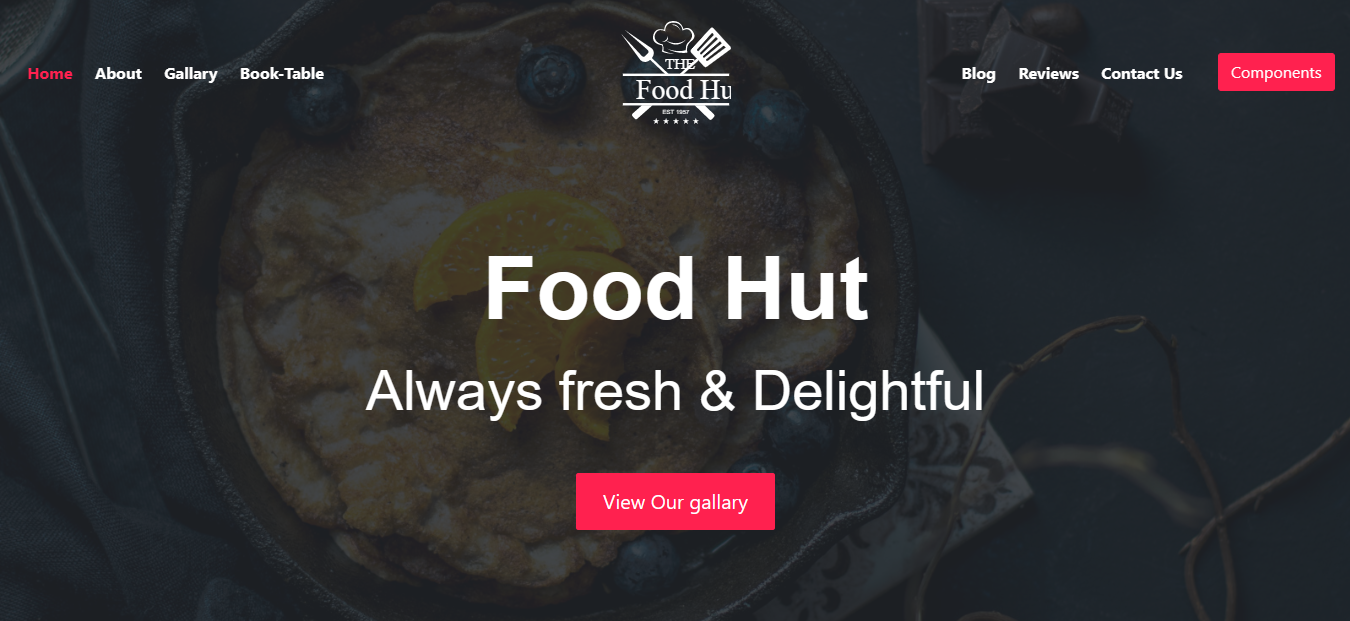 Home About Gallary Book-Table
THE
Food Hu
EST 1957
Blog Reviews Contact Us Components
Food Hut
Always fresh & Delightful
View Our gallary